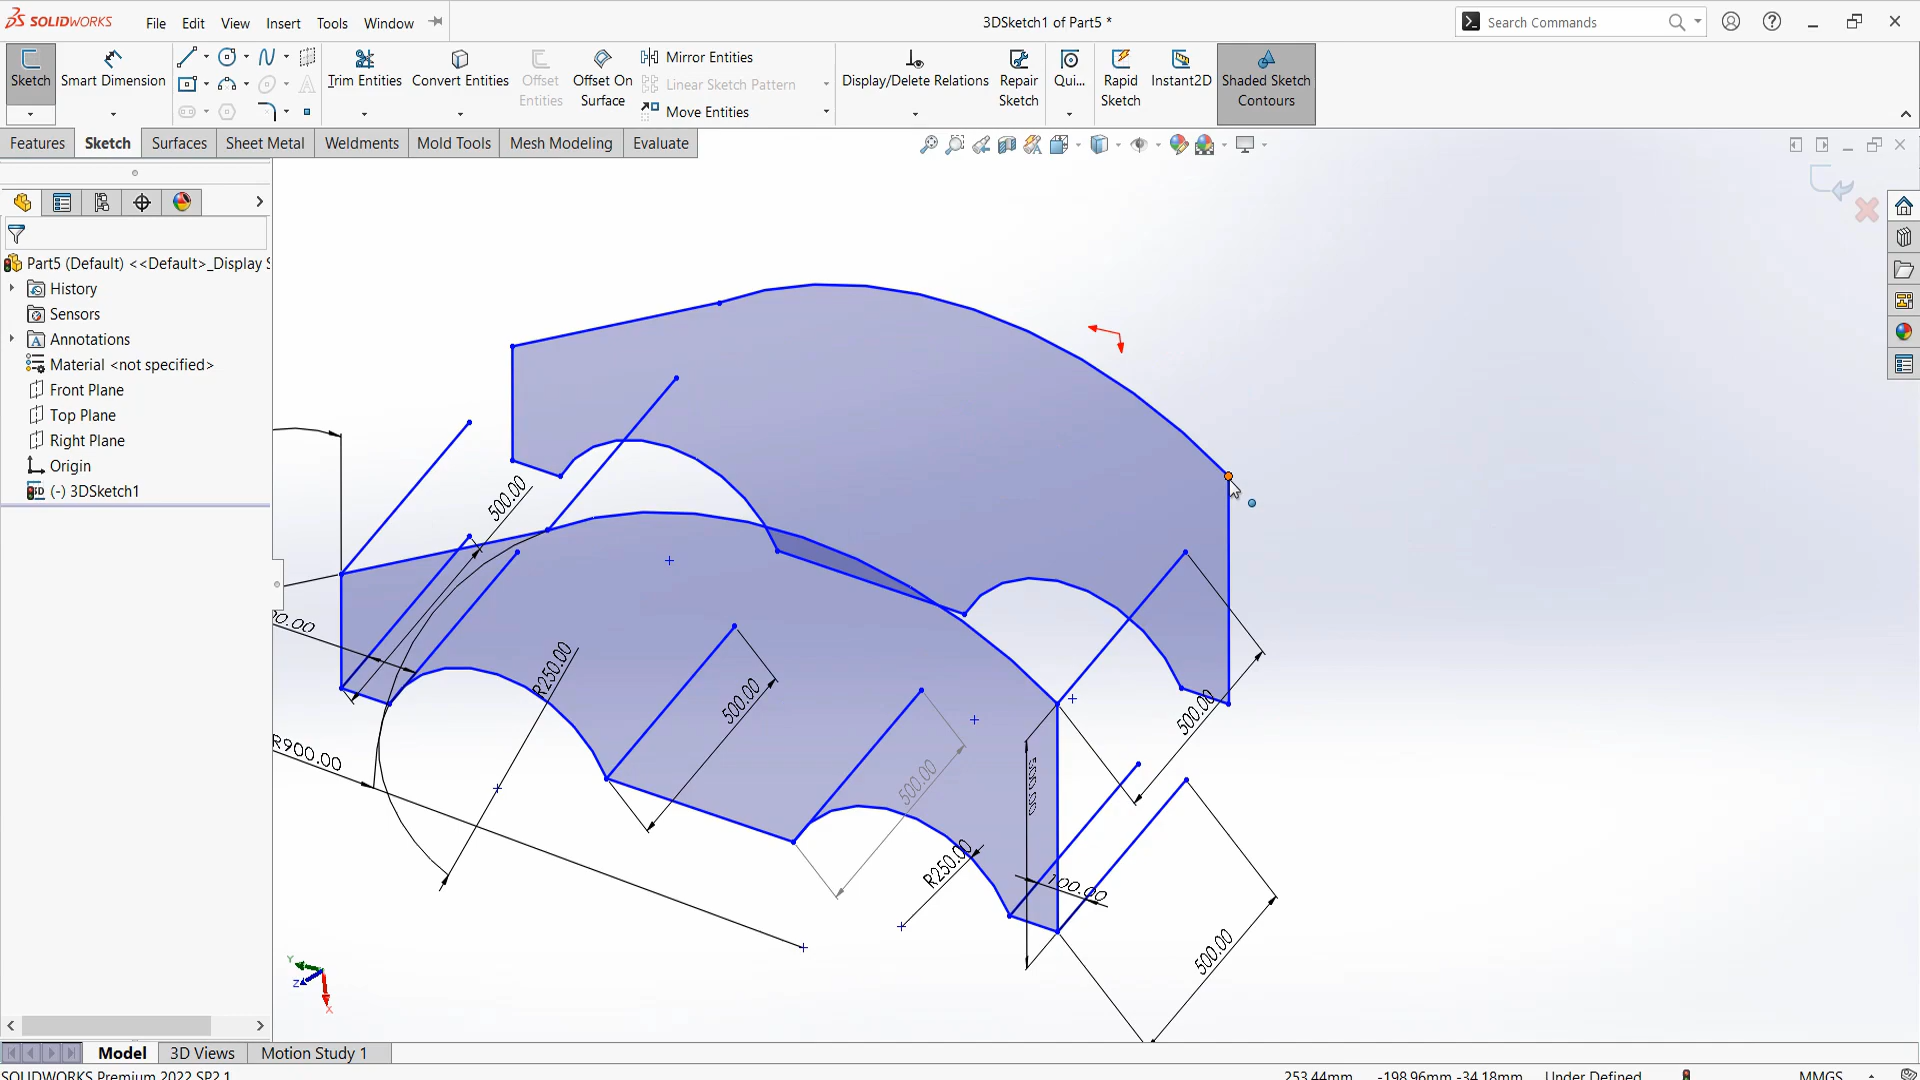 SOLIDWORKS File Edit View Insert Tools Window
3DSketch1 of Part5 *
Search Commands
Sketch
Smart Dimension
Trim Entities
Convert Entities
Offset
Entities
Offset On
Surface
Mirror Entities
Linear Sketch Pattern
Move Entities
Display/Delete Relations
Repair
Sketch
Qui...
Rapid
Sketch
Instant2D
Shaded Sketch
Contours
Features Sketch Surfaces Sheet Metal Weldments Mold Tools Mesh Modeling Evaluate
Part5 (Default) <<Default>_Display S
History
Sensors
Annotations
Material <not specified>
Front Plane
Top Plane
Right Plane
Origin
(-) 3DSketch1
500.00
R250.00
500.00
500.00
500.00
R900.00
R250.00
100.00
500.00
Y
Z
X
Model 3D Views Motion Study 1
SOLIDWORKS Premium 2022 SP2.1
253.44mm -198.96mm -34.18mm Under Defined MMGS